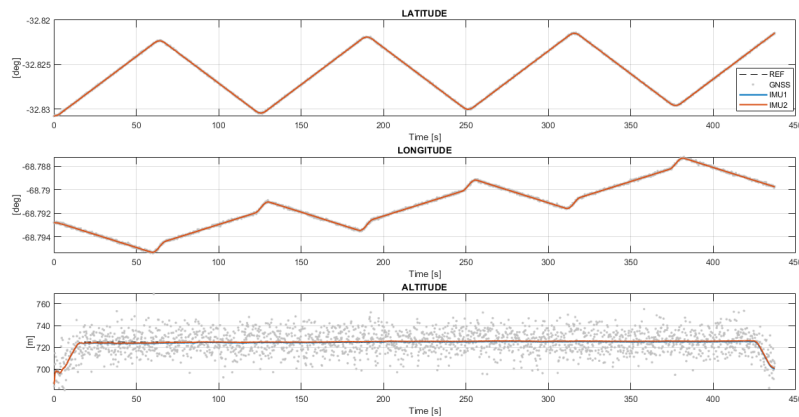 LATITUDE
-32.82
-32.825
-32.83
[deg]
0 50 100 150 200 250 300 350 400 450
Time [s]
REF
GNSS
IMU1
IMU2
LONGITUDE
-68.788
-68.79
-68.792
-68.794
[deg]
0 50 100 150 200 250 300 350 400 450
Time [s]
ALTITUDE
760
740
720
700
[m]
0 50 100 150 200 250 300 350 400 450
Time [s]